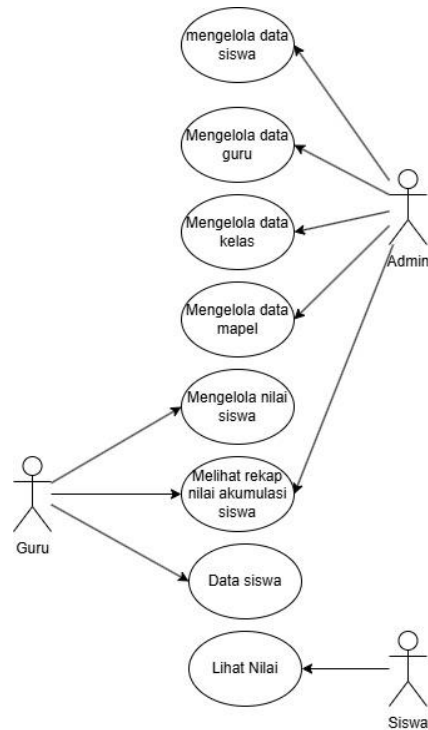 mengelola data
siswa
Mengelola data
guru
Mengelola data
kelas
Admin
Mengelola data
mapel
Mengelola nilai
siswa
Melihat rekap
nilai akumulasi
siswa
Guru
Data siswa
Lihat Nilai
Siswa